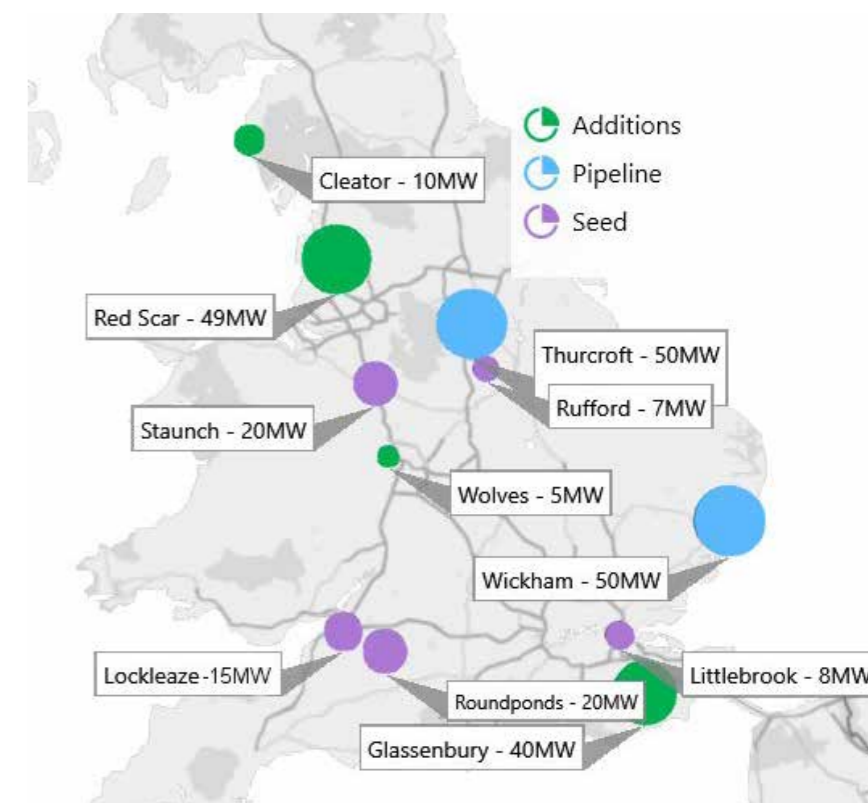 Additions
Pipeline
Seed
Cleator - 10MW
Red Scar - 49MW
Thurcroft - 50MW
Rufford - 7MW
Staunch - 20MW
Wolves - 5MW
Wickham - 50MW
Lockleaze -15MW
Littlebrook - 8MW
Roundponds - 20MW
Glassenbury - 40MW